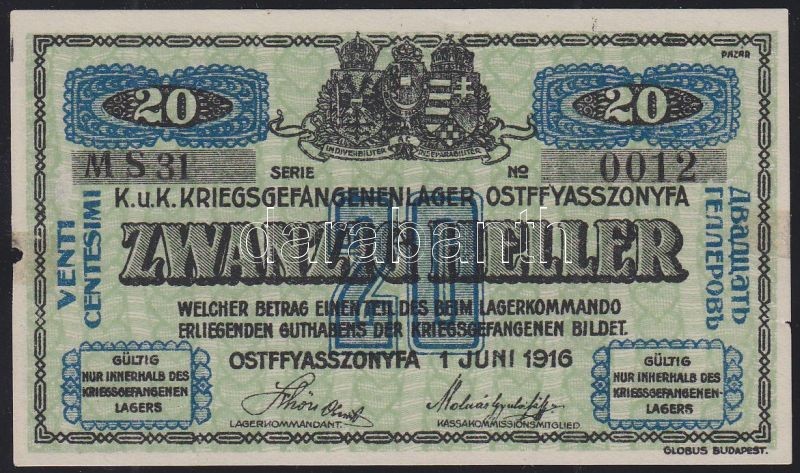 PAZAR
20
20
INDIVISIBILITER AC INSEPARABILITER
M S 31
SERIE
No
0012
K.u.K. KRIEGSGEFANGENENLAGER OSTFFYASSZONYFA
darabanth
20
ZWANZIG HELLER
VENTI
CENTESIMI
Двадцать
Геллеровъ
WELCHER BETRAG EINEN TEIL DES BEIM LAGERKOMMANDO
ERLIEGENDEN GUTHABENS DER KRIEGSGEFANGENEN BILDET.
OSTFFYASSZONYFA 1 JUNI 1916
GÜLTIG
NUR INNERHALB DES
KRIEGSGEFANGENEN
LAGERS
GÜLTIG
NUR INNERHALB DES
KRIEGSGEFANGENEN
LAGERS
LAGERKOMMANDANT.
KASSAKOMMISSIONSMITGLIED
GLOBUS BUDAPEST.